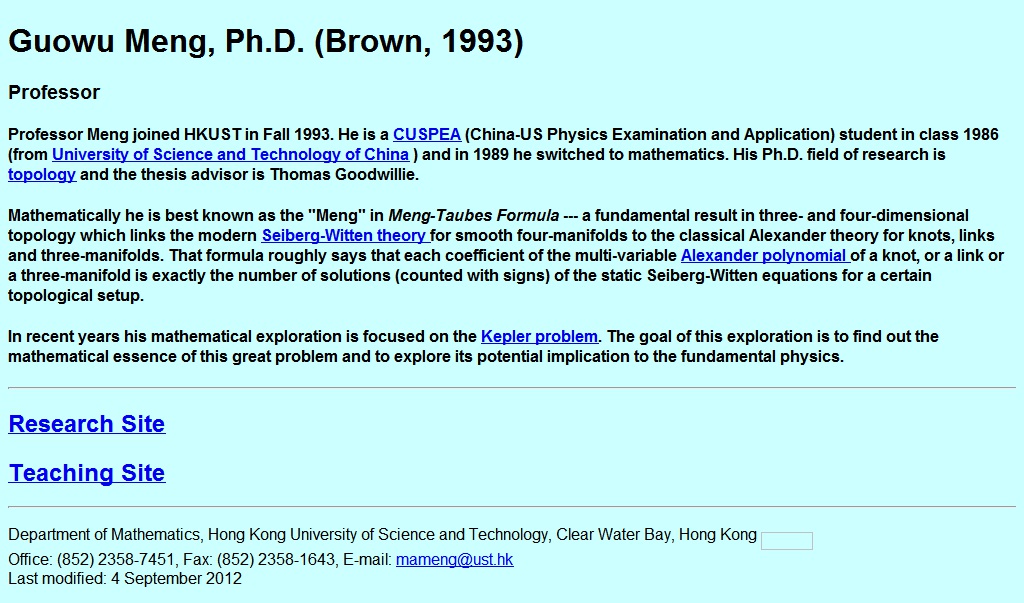 Guowu Meng, Ph.D. (Brown, 1993)
Professor
Professor Meng joined HKUST in Fall 1993. He is a CUSPEA (China-US Physics Examination and Application) student in class 1986
(from University of Science and Technology of China ) and in 1989 he switched to mathematics. His Ph.D. field of research is
topology and the thesis advisor is Thomas Goodwillie.
Mathematically he is best known as the "Meng" in Meng-Taubes Formula --- a fundamental result in three- and four-dimensional
topology which links the modern Seiberg-Witten theory for smooth four-manifolds to the classical Alexander theory for knots, links
and three-manifolds. That formula roughly says that each coefficient of the multi-variable Alexander polynomial of a knot, or a link or
a three-manifold is exactly the number of solutions (counted with signs) of the static Seiberg-Witten equations for a certain
topological setup.
In recent years his mathematical exploration is focused on the Kepler problem. The goal of this exploration is to find out the
mathematical essence of this great problem and to explore its potential implication to the fundamental physics.
Research Site
Teaching Site
Department of Mathematics, Hong Kong University of Science and Technology, Clear Water Bay, Hong Kong
Office: (852) 2358-7451, Fax: (852) 2358-1643, E-mail: mameng@ust.hk
Last modified: 4 September 2012